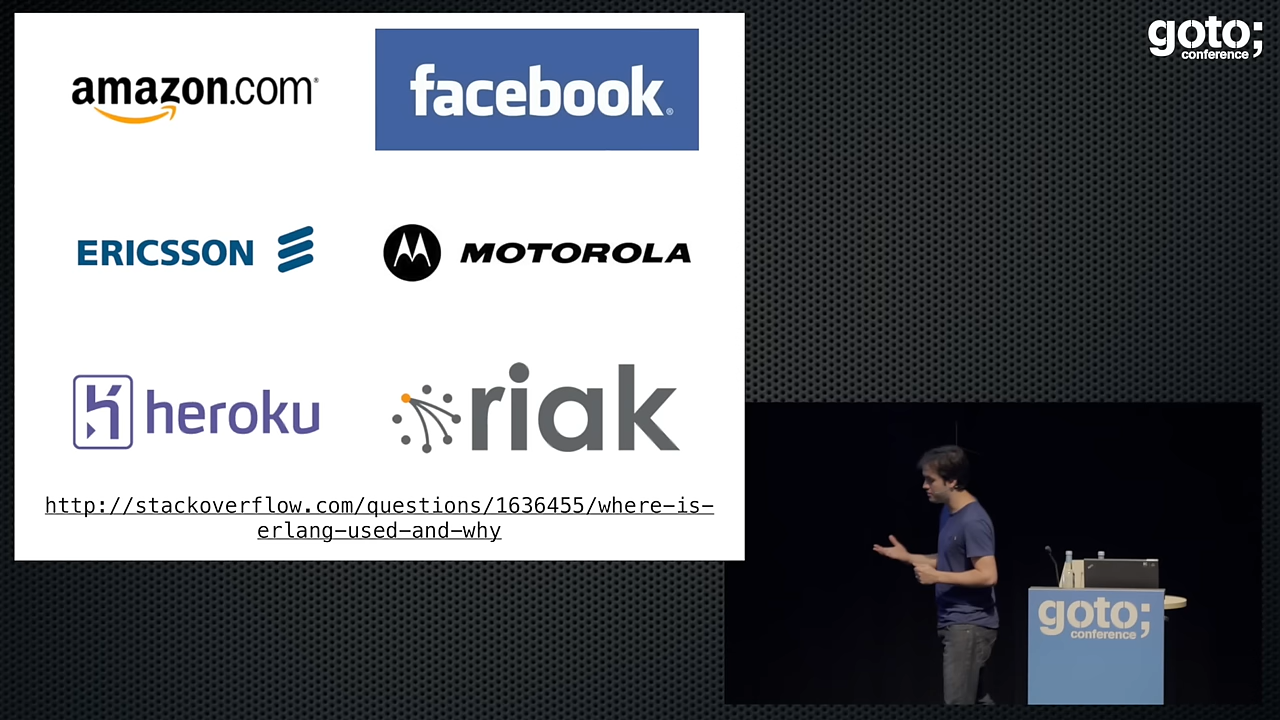 amazon.com
facebook
ERICSSON
MOTOROLA
heroku
riak
http://stackoverflow.com/questions/1636455/where-is-
erlang-used-and-why
goto;
conference
goto;
conference